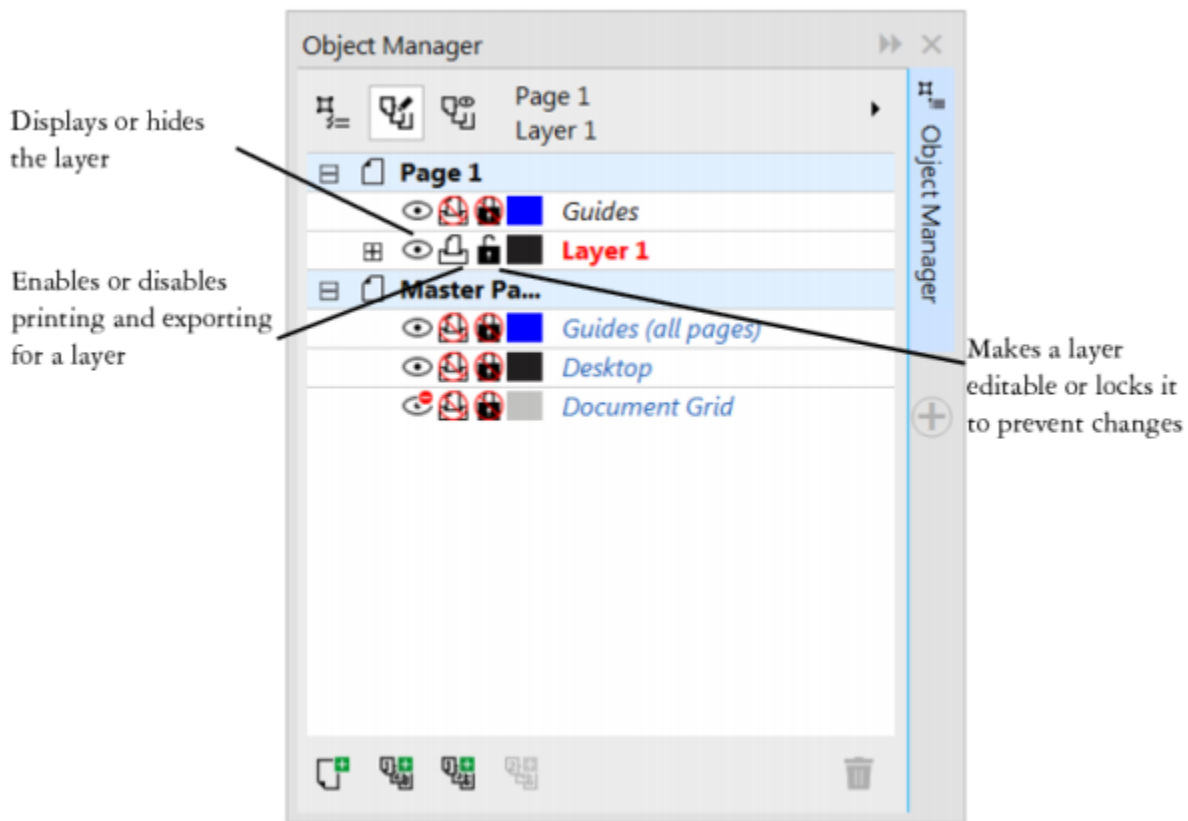 Object Manager
Page 1
Layer 1
Displays or hides
the layer
Page 1
Guides
Layer 1
Enables or disables
printing and exporting
for a layer
Master Pa...
Guides (all pages)
Desktop
Document Grid
Object Manager
Makes a layer
editable or locks it
to prevent changes